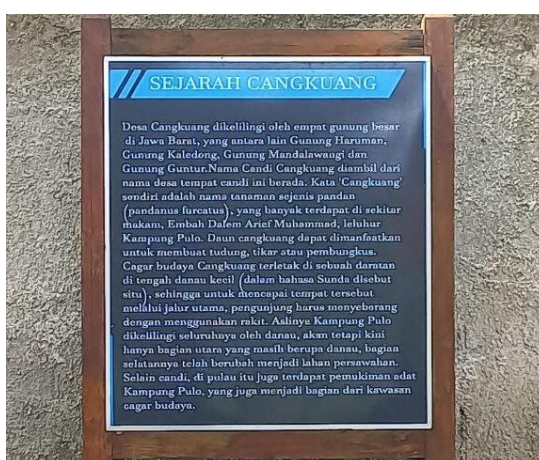 SEJARAH CANGKUANG
Desa Cangkuang dikelilingi oleh empat gunung besar
di Jawa Barat, yang antara lain Gunung Haruman,
Gunung Kaledong, Gunung Mandalawangi dan
Gunung Guntur.Nama Candi Cangkuang diambil dari
nama desa tempat candi ini berada. Kata 'Cangkuang'
sendiri adalah nama tanaman sejenis pandan
(pandanus furcatus), yang banyak terdapat di sekitar
makam, Embah Dalem Arief Muhammad, leluhur
Kampung Pulo. Daun cangkuang dapat dimanfaatkan
untuk membuat tudung, tikar atau pembungkus.
Cagar budaya Cangkuang terletak di sebuah daratan
di tengah danau kecil (dalam bahasa Sunda disebut
situ), sehingga untuk mencapai tempat tersebut
melalui jalur utama, pengunjung harus menyeberang
dengan menggunakan rakit. Aslinya Kampung Pulo
dikelilingi seluruhnya oleh danau, akan tetapi kini
hanya bagian utara yang masih berupa danau, bagian
selatannya telah berubah menjadi lahan persawahan.
Selain candi, di pulau itu juga terdapat pemukiman adat
Kampung Pulo, yang juga menjadi bagian dari kawasan
cagar budaya.